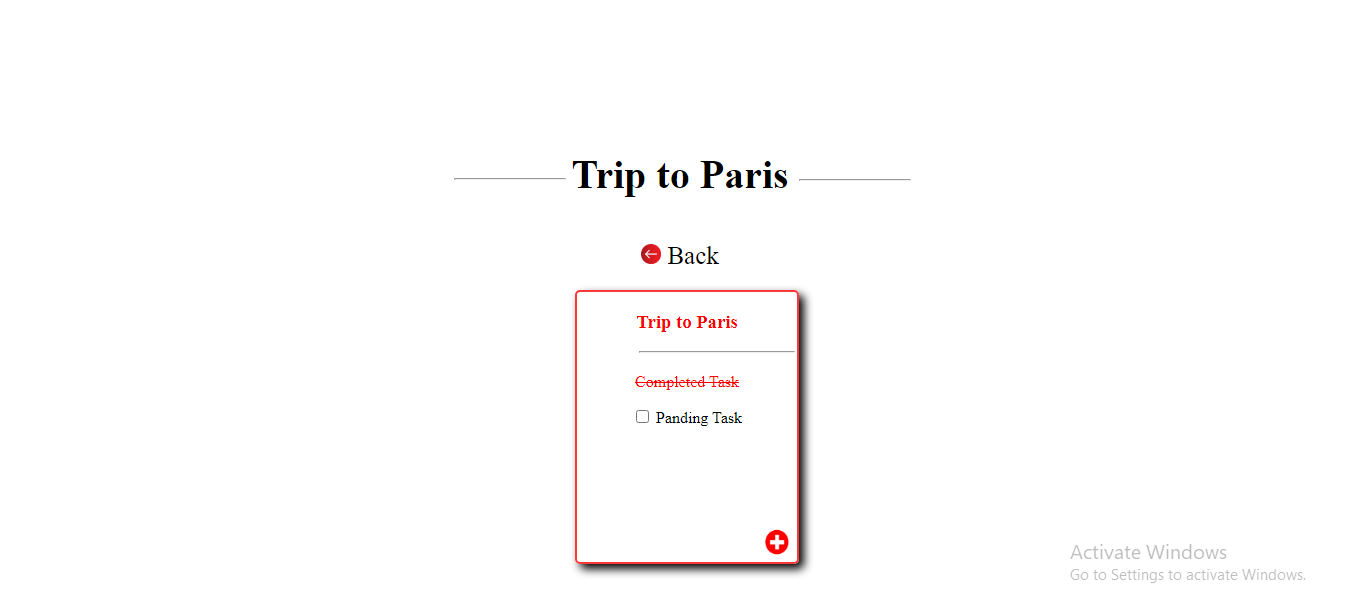 Trip to Paris
Back
Trip to Paris
Completed Task
Panding Task
Activate Windows
Go to Settings to activate Windows.